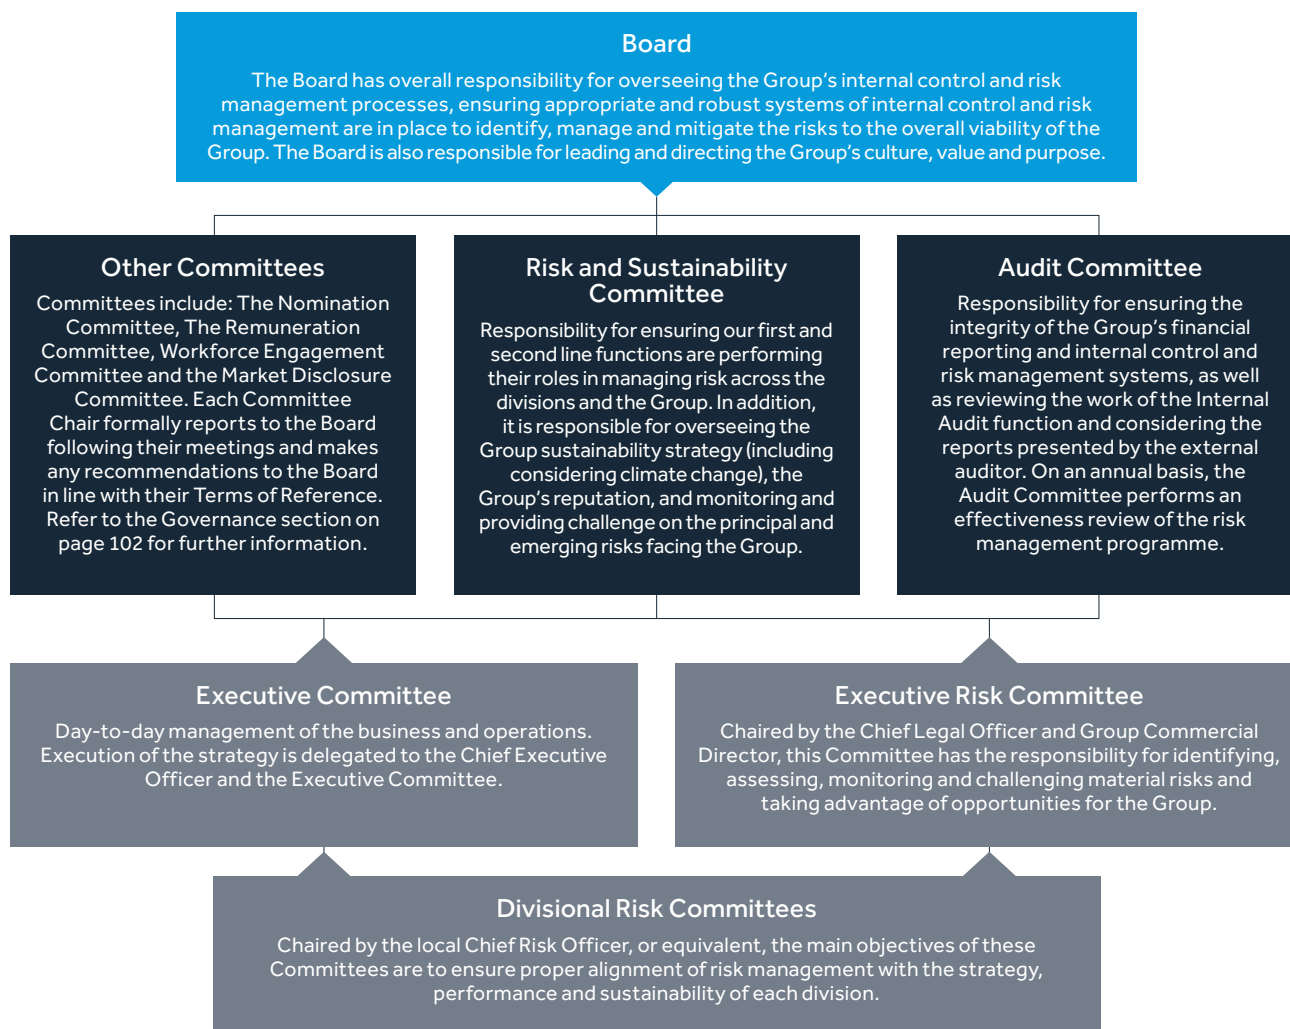 Board
The Board has overall responsibility for overseeing the Group's internal control and risk
management processes, ensuring appropriate and robust systems of internal control and risk
management are in place to identify, manage and mitigate the risks to the overall viability of the
Group. The Board is also responsible for leading and directing the Group's culture, value and purpose.
Other Committees
Committees include: The Nomination
Committee, The Remuneration
Committee, Workforce Engagement
Committee and the Market Disclosure
Committee. Each Committee
Chair formally reports to the Board
following their meetings and makes
any recommendations to the Board
in line with their Terms of Reference.
Refer to the Governance section on
page 102 for further information.
Risk and Sustainability
Committee
Responsibility for ensuring our first and
second line functions are performing
their roles in managing risk across the
divisions and the Group. In addition,
it is responsible for overseeing the
Group sustainability strategy (including
considering climate change), the
Group's reputation, and monitoring and
providing challenge on the principal and
emerging risks facing the Group.
Audit Committee
Responsibility for ensuring the
integrity of the Group's financial
reporting and internal control and
risk management systems, as well
as reviewing the work of the Internal
Audit function and considering the
reports presented by the external
auditor. On an annual basis, the
Audit Committee performs an
effectiveness review of the risk
management programme.
Executive Committee
Day-to-day management of the business and operations.
Execution of the strategy is delegated to the Chief Executive
Officer and the Executive Committee.
Executive Risk Committee
Chaired by the Chief Legal Officer and Group Commercial
Director, this Committee has the responsibility for identifying,
assessing, monitoring and challenging material risks and
taking advantage of opportunities for the Group.
Divisional Risk Committees
Chaired by the local Chief Risk Officer, or equivalent, the main objectives of these
Committees are to ensure proper alignment of risk management with the strategy,
performance and sustainability of each division.